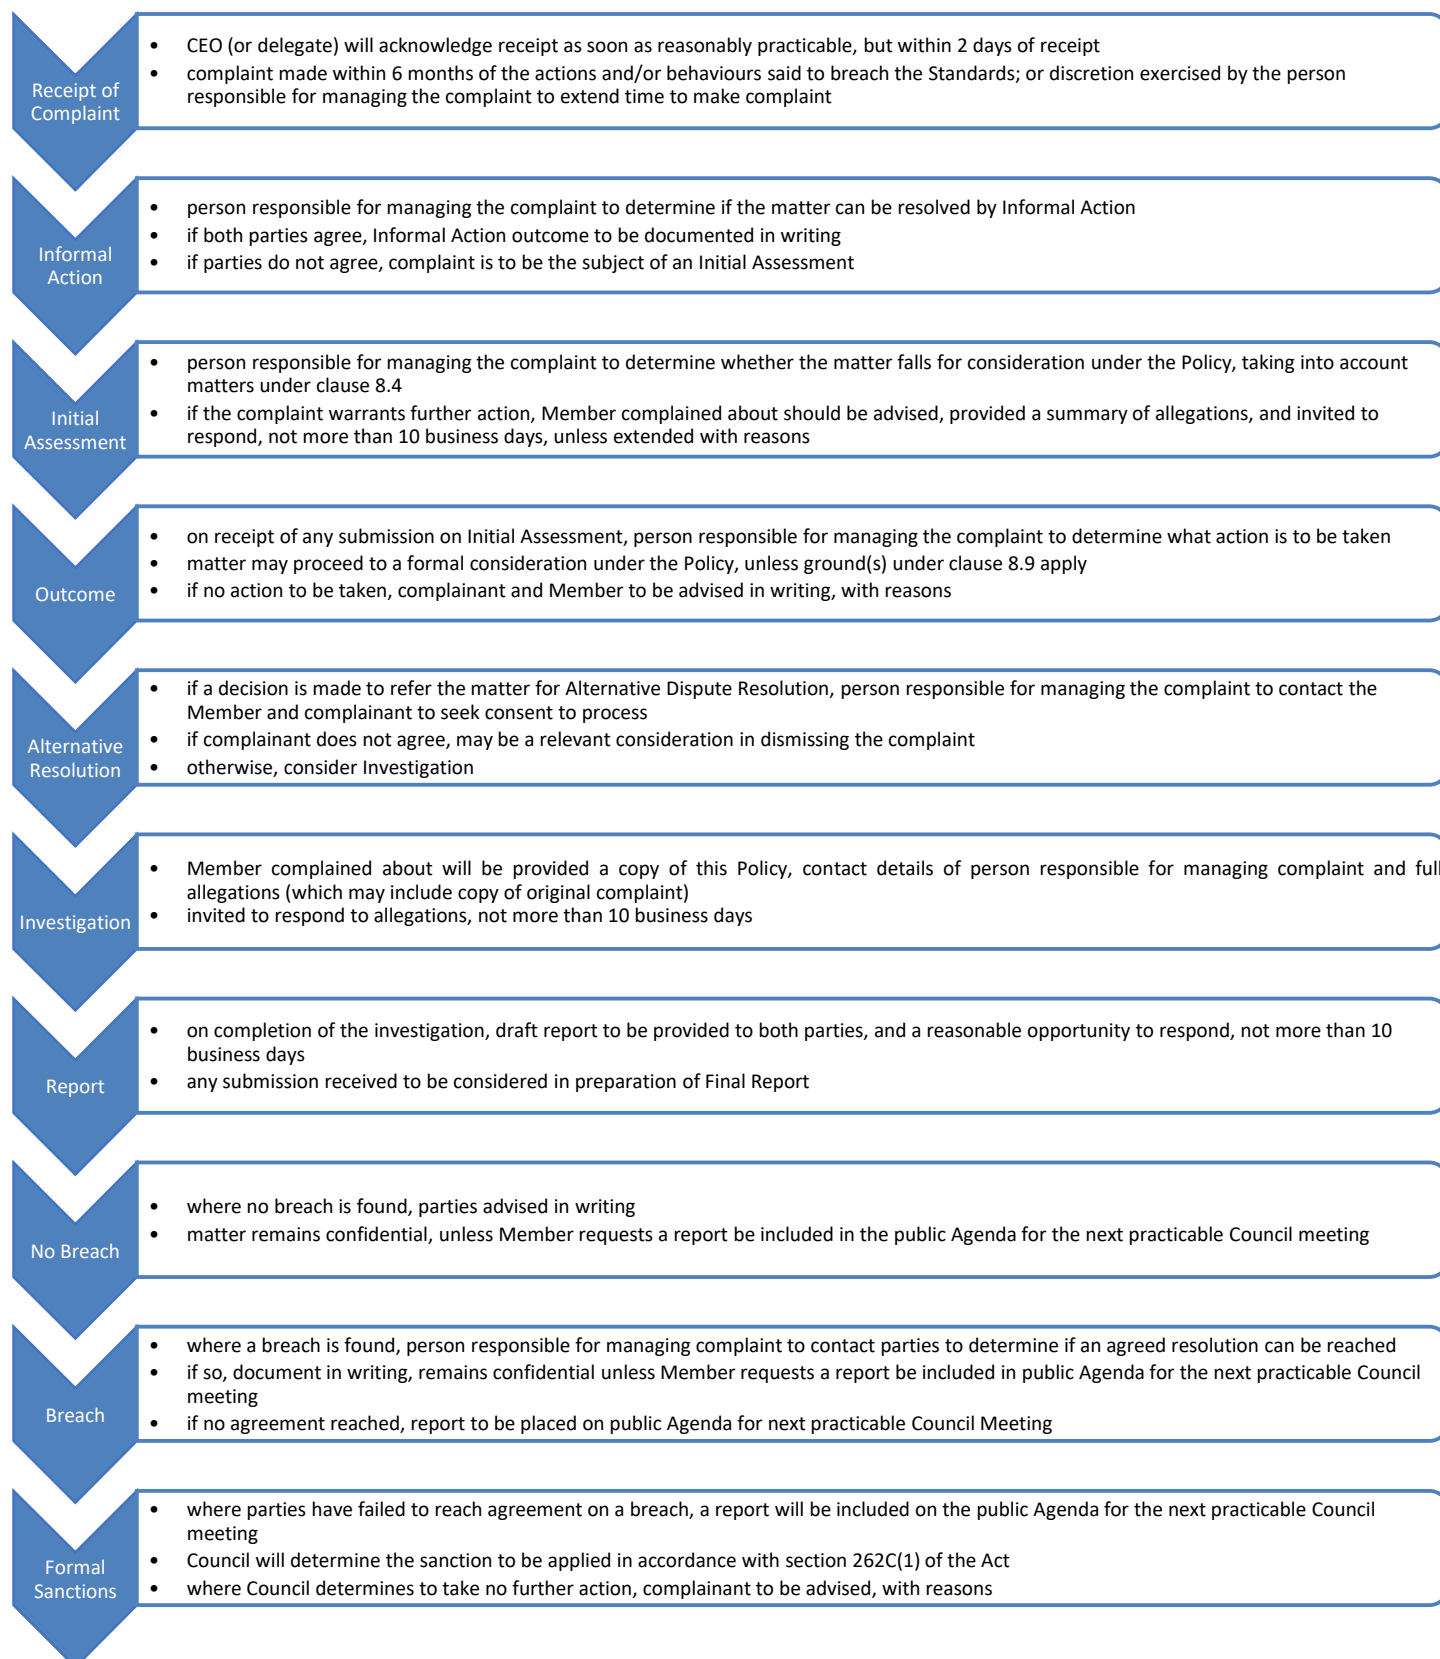 Receipt of
Complaint
• CEO (or delegate) will acknowledge receipt as soon as reasonably practicable, but within 2 days of receipt
• complaint made within 6 months of the actions and/or behaviours said to breach the Standards; or discretion exercised by the person
responsible for managing the complaint to extend time to make complaint
Informal
Action
• person responsible for managing the complaint to determine if the matter can be resolved by Informal Action
• if both parties agree, Informal Action outcome to be documented in writing
• if parties do not agree, complaint is to be the subject of an Initial Assessment
Initial
Assessment
• person responsible for managing the complaint to determine whether the matter falls for consideration under the Policy, taking into account
matters under clause 8.4
• if the complaint warrants further action, Member complained about should be advised, provided a summary of allegations, and invited to
respond, not more than 10 business days, unless extended with reasons
Outcome
• on receipt of any submission on Initial Assessment, person responsible for managing the complaint to determine what action is to be taken
• matter may proceed to a formal consideration under the Policy, unless ground(s) under clause 8.9 apply
• if no action to be taken, complainant and Member to be advised in writing, with reasons
Alternative
Resolution
• if a decision is made to refer the matter for Alternative Dispute Resolution, person responsible for managing the complaint to contact the
Member and complainant to seek consent to process
• if complainant does not agree, may be a relevant consideration in dismissing the complaint
• otherwise, consider Investigation
Investigation
• Member complained about will be provided a copy of this Policy, contact details of person responsible for managing complaint and full
allegations (which may include copy of original complaint)
• invited to respond to allegations, not more than 10 business days
Report
• on completion of the investigation, draft report to be provided to both parties, and a reasonable opportunity to respond, not more than 10
business days
• any submission received to be considered in preparation of Final Report
No Breach
• where no breach is found, parties advised in writing
• matter remains confidential, unless Member requests a report be included in the public Agenda for the next practicable Council meeting
Breach
• where a breach is found, person responsible for managing complaint to contact parties to determine if an agreed resolution can be reached
• if so, document in writing, remains confidential unless Member requests a report be included in public Agenda for the next practicable Council
meeting
• if no agreement reached, report to be placed on public Agenda for next practicable Council Meeting
Formal
Sanctions
• where parties have failed to reach agreement on a breach, a report will be included on the public Agenda for the next practicable Council
meeting
• Council will determine the sanction to be applied in accordance with section 262C(1) of the Act
• where Council determines to take no further action, complainant to be advised, with reasons